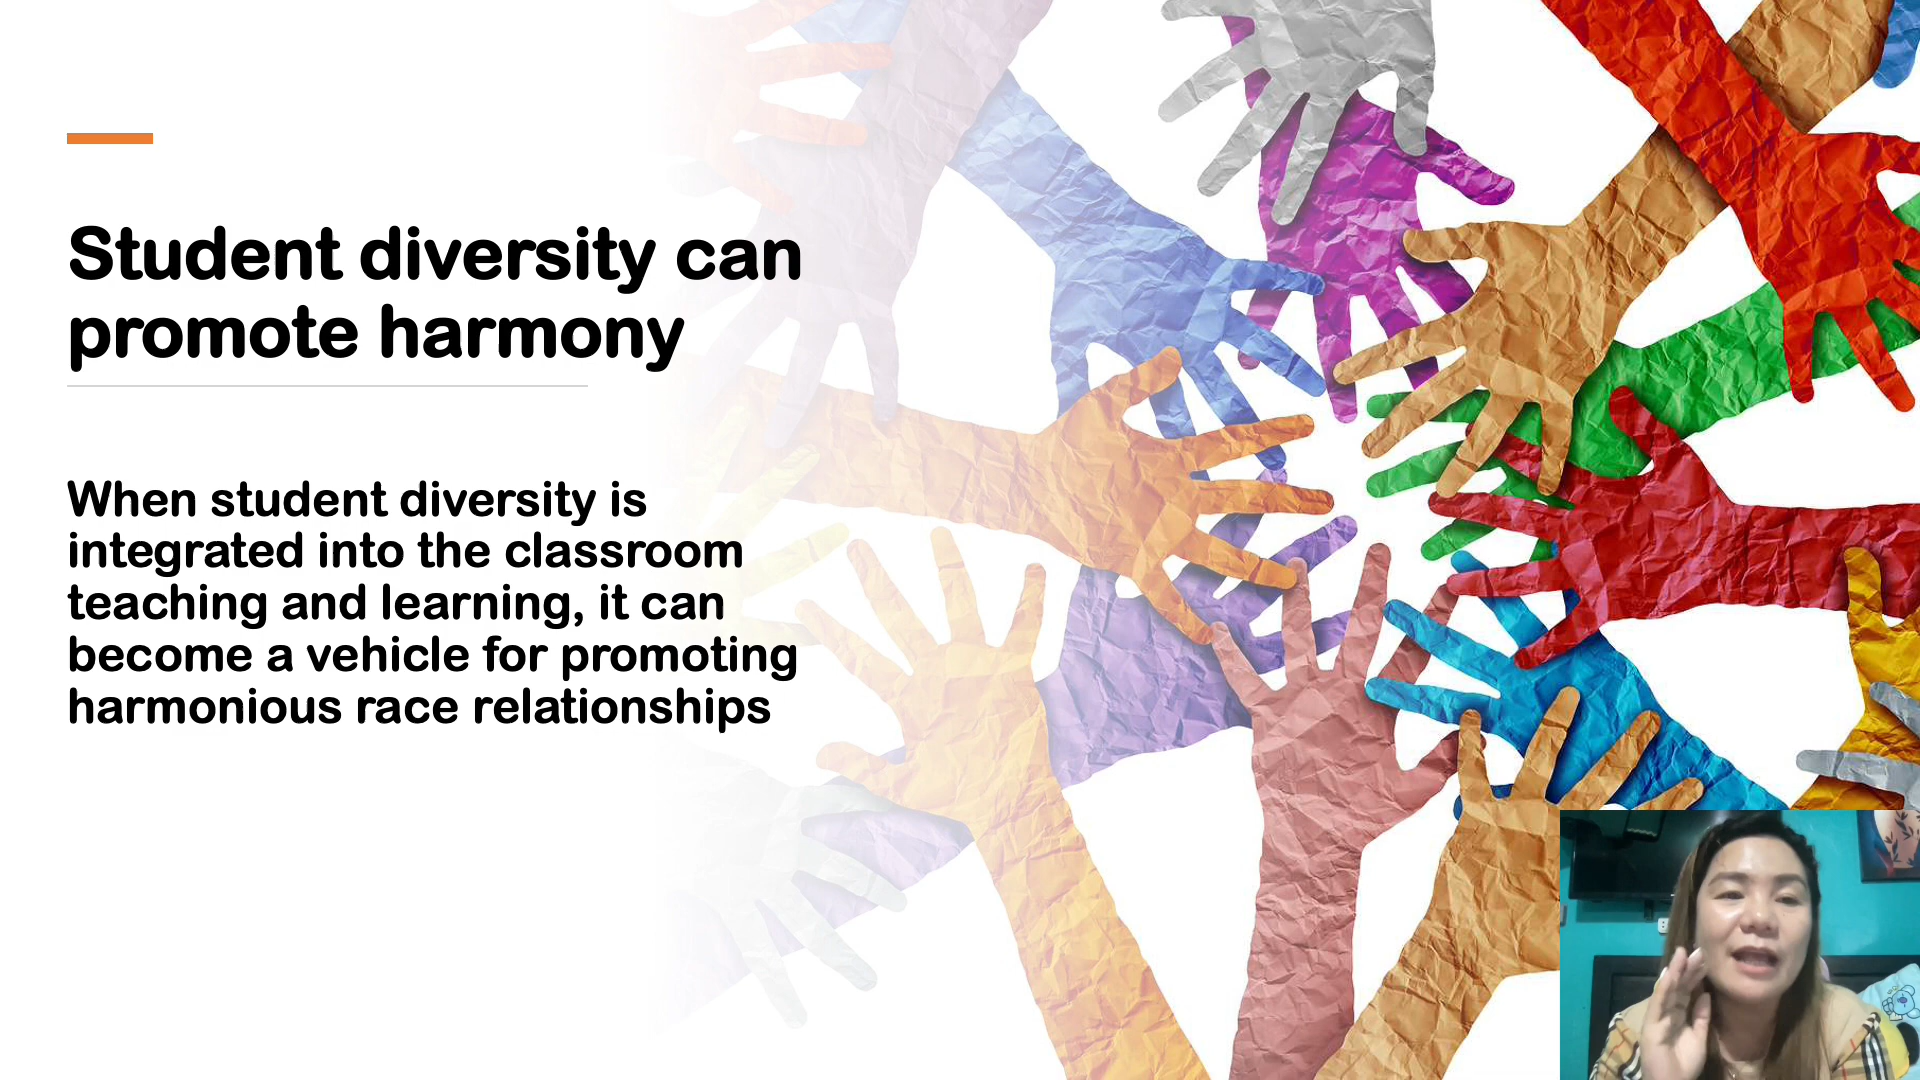 Student diversity can
promote harmony
When student diversity is
integrated into the classroom
teaching and learning, it can
become a vehicle for promoting
harmonious race relationships